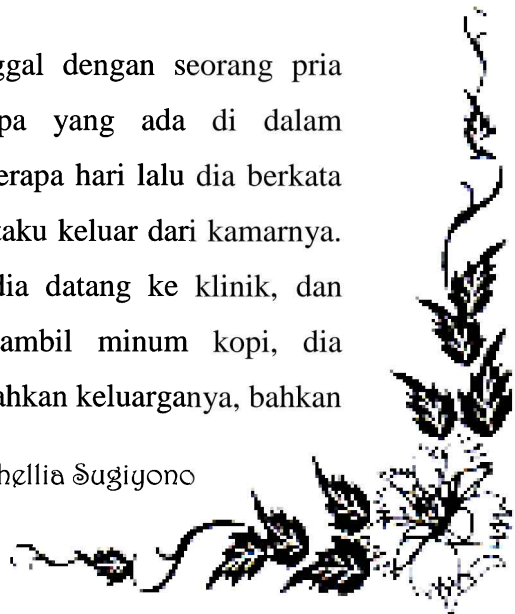 ggal dengan seorang pria
pa yang ada di dalam
erapa hari lalu dia berkata
taku keluar dari kamarnya.
dia datang ke klinik, dan
ambil minum kopi, dia
ahkan keluarganya, bahkan
hellia Sugiyono